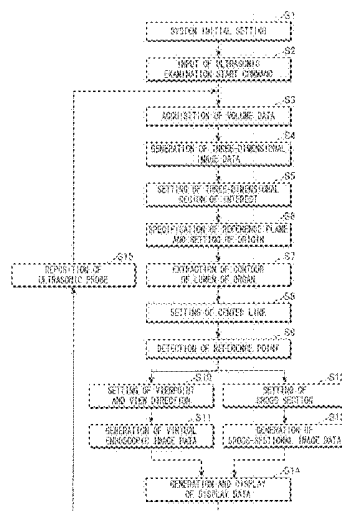 S1
SYSTEM INITIAL SETTING
S2
INPUT OF ULTRASONIC
EXAMINATION START COMMAND
S3
ACQUISITION OF VOLUME DATA
S4
GENERATION OF THREE-DIMENSIONAL
IMAGE DATA
S5
SETTING OF THREE-DIMENSIONAL
REGION OF INTEREST
S6
SPECIFICATION OF REFERENCE PLANE
AND SETTING OF ORIGIN
S7
EXTRACTION OF CONTOUR
OF LUMEN OF ORGAN
S8
SETTING OF CENTER LINE
S9
DETECTION OF REFERENCE POINT
S10
SETTING OF VIEWPOINT
AND VIEW DIRECTION
S11
GENERATION OF VIRTUAL
ENDOSCOPIC IMAGE DATA
S12
SETTING OF
CROSS SECTION
S13
GENERATION OF
CROSS-SECTIONAL IMAGE DATA
S14
GENERATION AND DISPLAY
OF DISPLAY DATA
S15
REPOSITION OF
ULTRASONIC PROBE